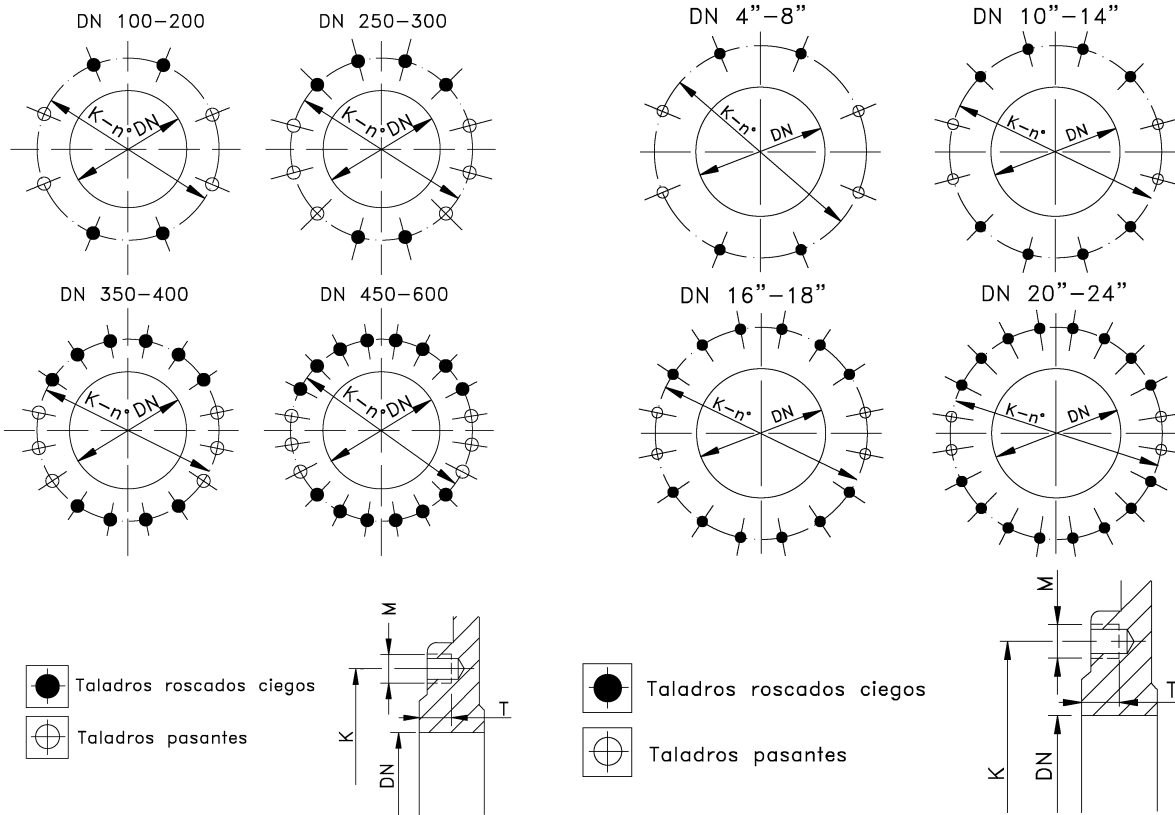 DN 100-200
DN 250-300
DN 4”-8”
DN 10”-14”
K-n° DN
K-n° DN
K-n°
DN
K-n°
DN
DN 350-400
DN 450-600
DN 16”-18”
DN 20”-24”
K-n° DN
K-n° DN
K-n°
DN
K-n°
DN
M
K
DN
T
Taladros roscados ciegos
Taladros pasantes
M
K
DN
T
Taladros roscados ciegos
Taladros pasantes